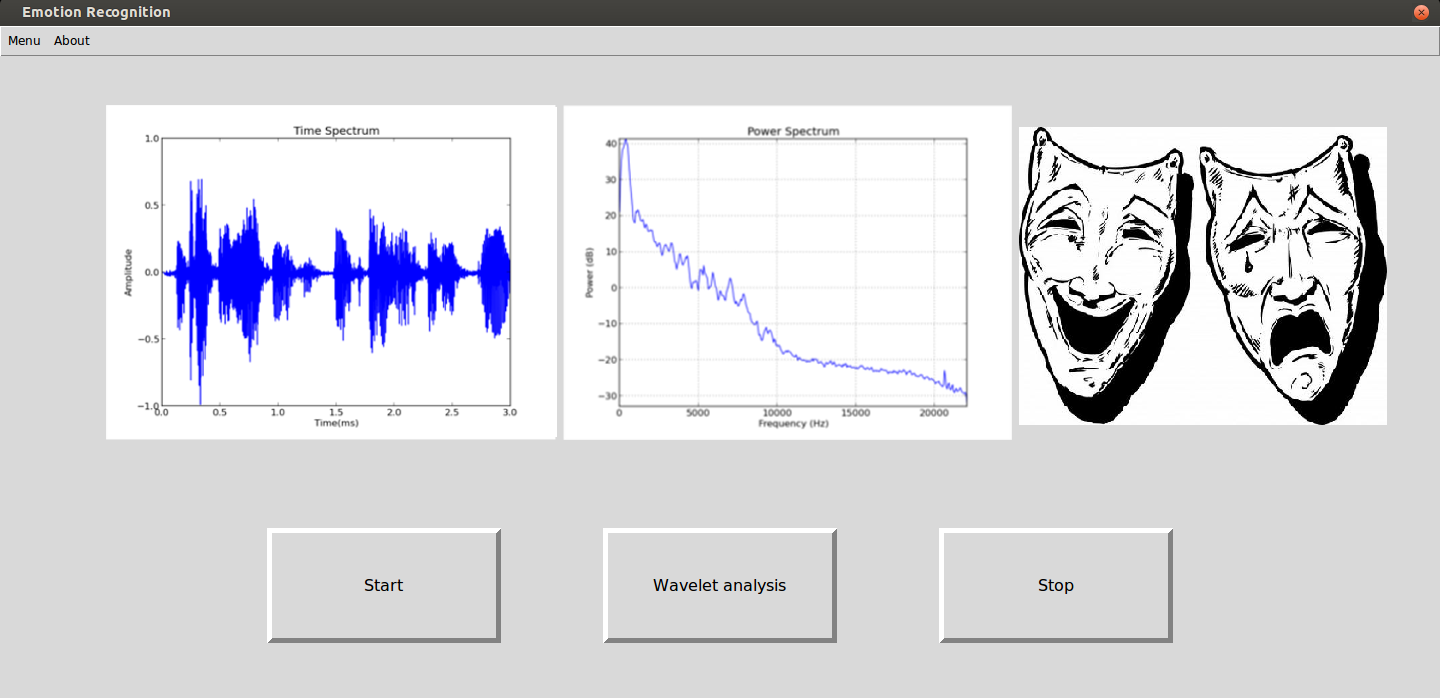 Emotion Recognition
Menu About
Time Spectrum
Amplitude
1.0
0.5
0.0
−0.5
−1.0
0.0 0.5 1.0 1.5 2.0 2.5 3.0
Time(ms)
Power Spectrum
Power (dB)
40
30
20
10
0
−10
−20
−30
0 5000 10000 15000 20000
Frequency (Hz)
Start
Wavelet analysis
Stop